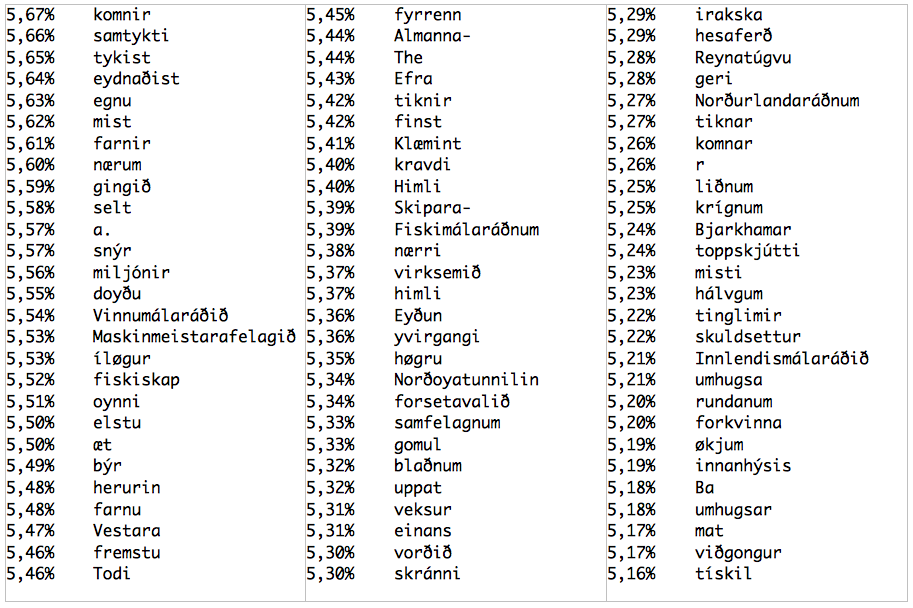 5,67% komnir
5,66% samtykti
5,65% tykist
5,64% eydnaðist
5,63% egnu
5,62% mist
5,61% farnir
5,60% nærum
5,59% gingið
5,58% selt
5,57% a.
5,57% snýr
5,56% miljónir
5,55% doyðu
5,54% Vinnumálaráðið
5,53% Maskinmeistarafelagið
5,53% íløgur
5,52% fiskiskap
5,51% oynni
5,50% elstu
5,50% æt
5,49% býr
5,48% herurin
5,48% farnu
5,47% Vestara
5,46% fremstu
5,46% Todi
5,45% fyrrenn
5,44% Almanna-
5,44% The
5,43% Efra
5,42% tiknir
5,42% finst
5,41% Klæmint
5,40% kravdi
5,40% Himli
5,39% Skipara-
5,39% Fiskimálaráðnum
5,38% nærri
5,37% virksemið
5,37% himli
5,36% Eyðun
5,36% yvirgangi
5,35% høgru
5,34% Norðoyatunnilin
5,34% forsetavalið
5,33% samfelagnum
5,33% gomul
5,32% blaðnum
5,32% uppat
5,31% veksur
5,31% einans
5,30% vorðið
5,30% skránni
5,29% irakska
5,29% hesaferð
5,28% Reynatúgvu
5,28% geri
5,27% Norðurlandaráðnum
5,27% tiknar
5,26% komnar
5,26% r
5,25% liðnum
5,25% krígnum
5,24% Bjarkhamar
5,24% toppskjútti
5,23% misti
5,23% hálvgum
5,22% tinglimir
5,22% skuldsettur
5,21% Innlendismálaráðið
5,21% umhugsa
5,20% rundanum
5,20% forkvinna
5,19% økjum
5,19% innanhýsis
5,18% Ba
5,18% umhugsar
5,17% mat
5,17% viðgongur
5,16% tískil